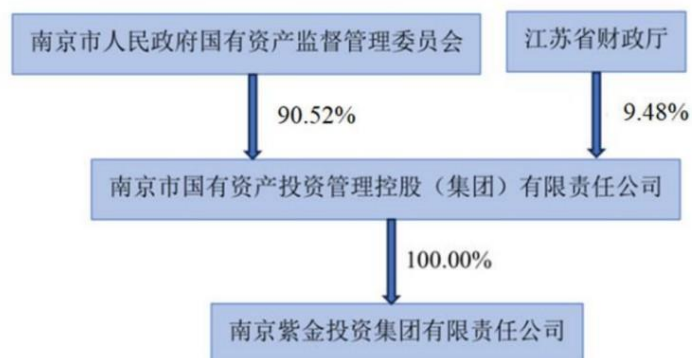 南京市人民政府国有资产监督管理委员会
江苏省财政厅
90.52%
9.48%
南京市国有资产投资管理控股（集团）有限责任公司
100.00%
南京紫金投资集团有限责任公司